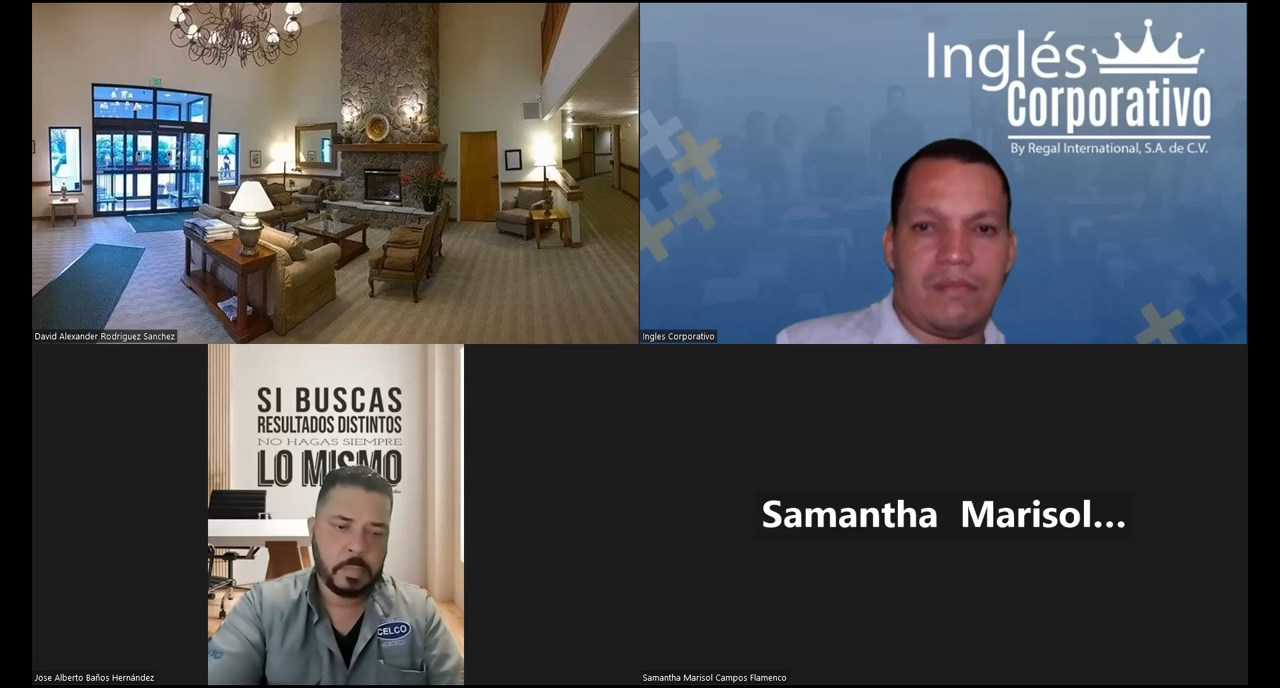 Inglés
Corporativo
By Regal International, S.A. de C.V.
David Alexander Rodriguez Sanchez
Ingles Corporativo
SI BUSCAS
RESULTADOS DISTINTOS
NO HAGAS SIEMPRE
LO MISMO
CELCO
Samantha Marisol...
Jose Alberto Baños Hernández
Samantha Marisol Campos Flamenco